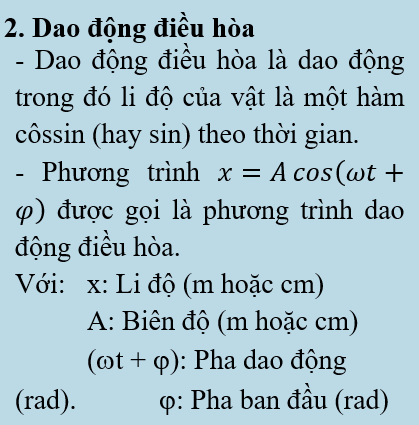 2. Dao động điều hòa
- Dao động điều hòa là dao động
trong đó li độ của vật là một hàm
côssin (hay sin) theo thời gian.
- Phương trình x = A cos(ωt +
φ) được gọi là phương trình dao
động điều hòa.
Với: x: Li độ (m hoặc cm)
A: Biên độ (m hoặc cm)
(ωt + φ): Pha dao động
(rad). φ: Pha ban đầu (rad)